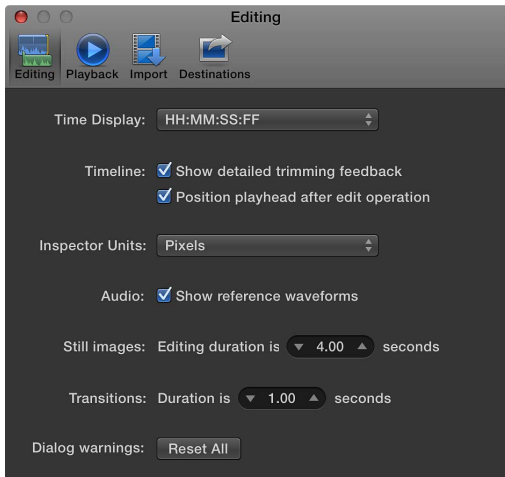 Editing
Editing Playback Import Destinations
Time Display: HH:MM:SS:FF
Timeline: Show detailed trimming feedback
Position playhead after edit operation
Inspector Units: Pixels
Audio: Show reference waveforms
Still images: Editing duration is 4.00 seconds
Transitions: Duration is 1.00 seconds
Dialog warnings: Reset All